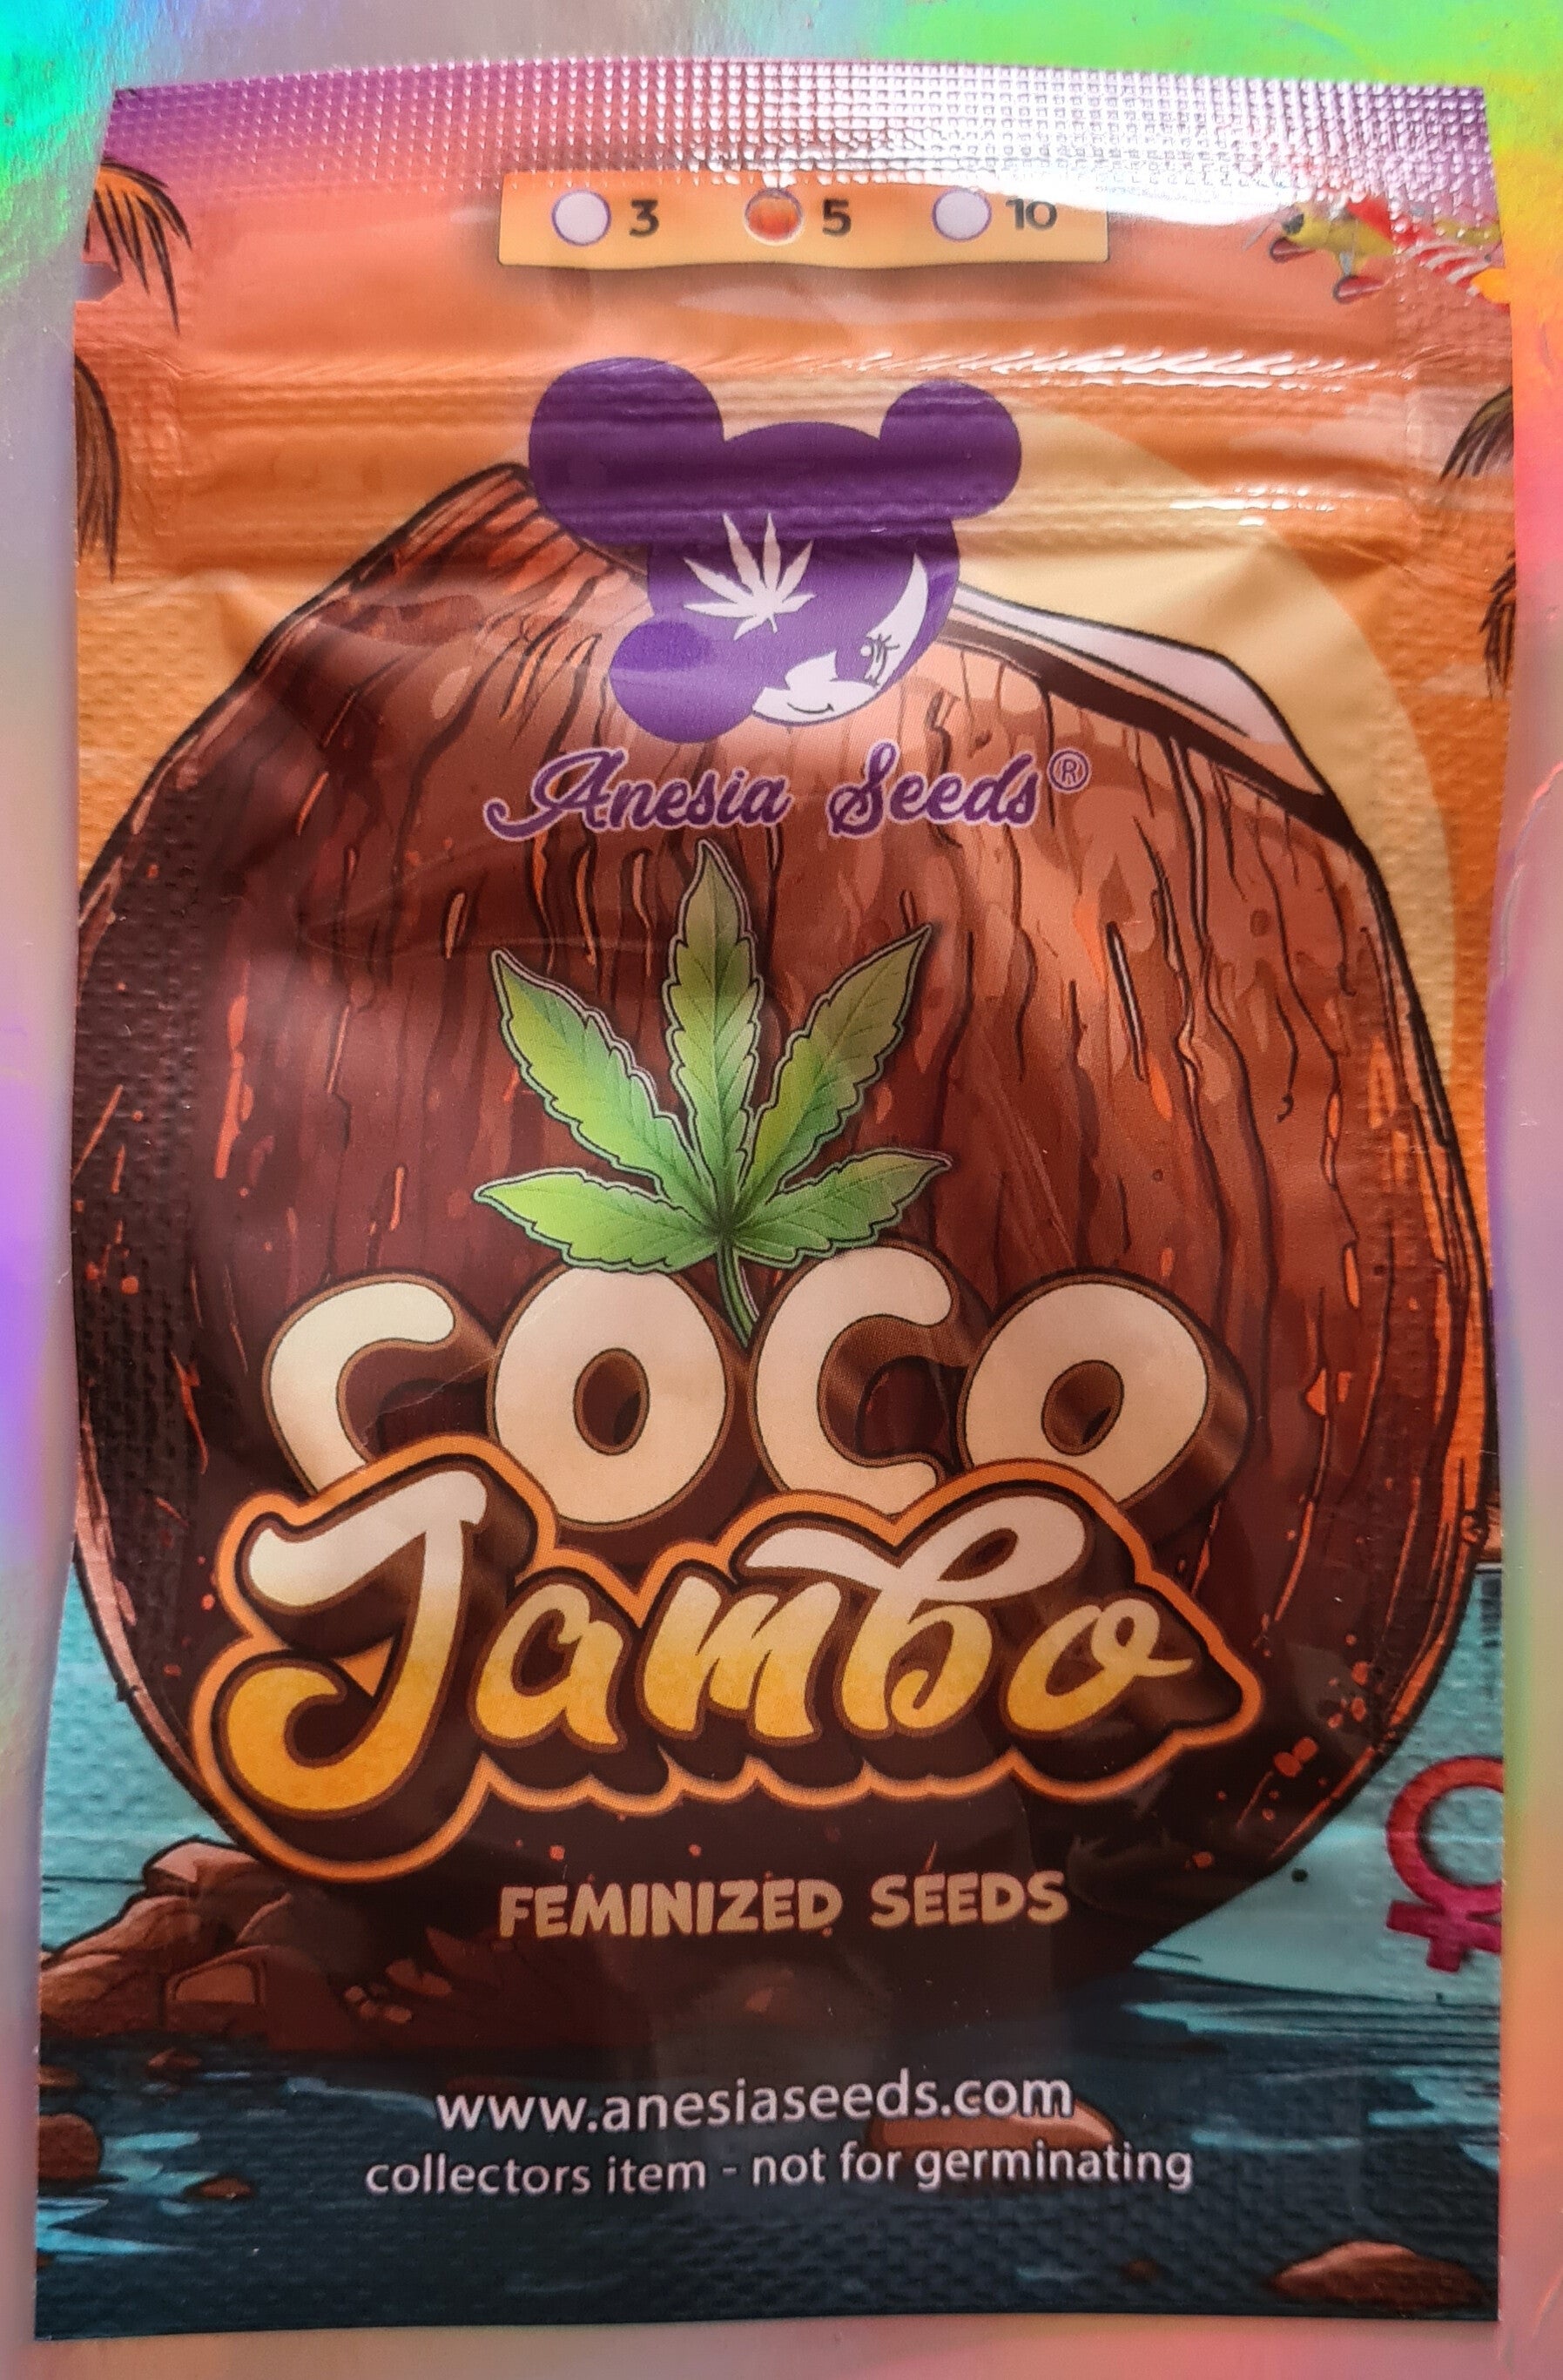 3 5 10
Anesia Seeds®
COCO
Jambo
FEMINIZED SEEDS
www.anesiaseeds.com
collectors item - not for germinating